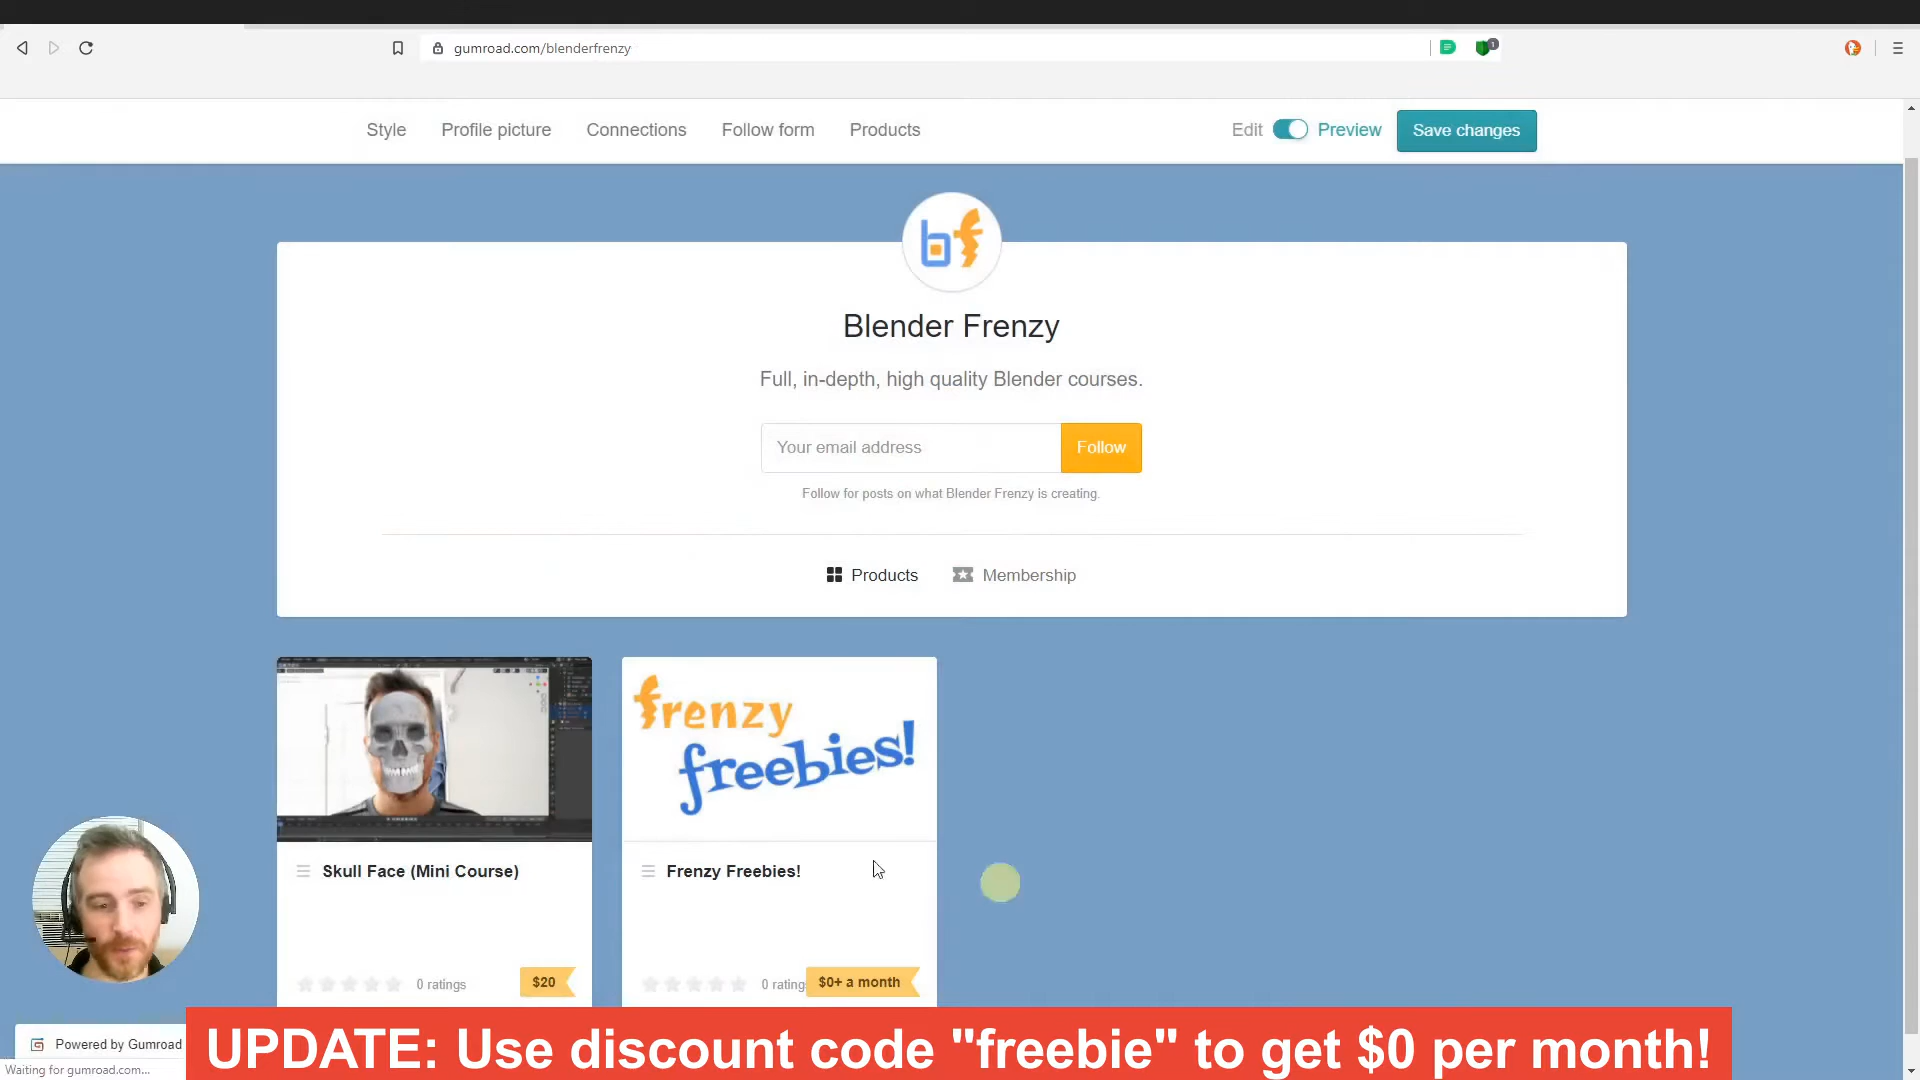 gumroad.com/blenderfrenzy
1
Style Profile picture Connections Follow form Products Edit Preview Save changes
bf
Blender Frenzy
Full, in-depth, high quality Blender courses.
Your email address Follow
Follow for posts on what Blender Frenzy is creating.
Products Membership
frenzy
freebies!
Skull Face (Mini Course) Frenzy Freebies!
0 ratings $20 0 rating $0+ a month
Powered by Gumroad
UPDATE: Use discount code "freebie" to get $0 per month!
Waiting for gumroad.com...